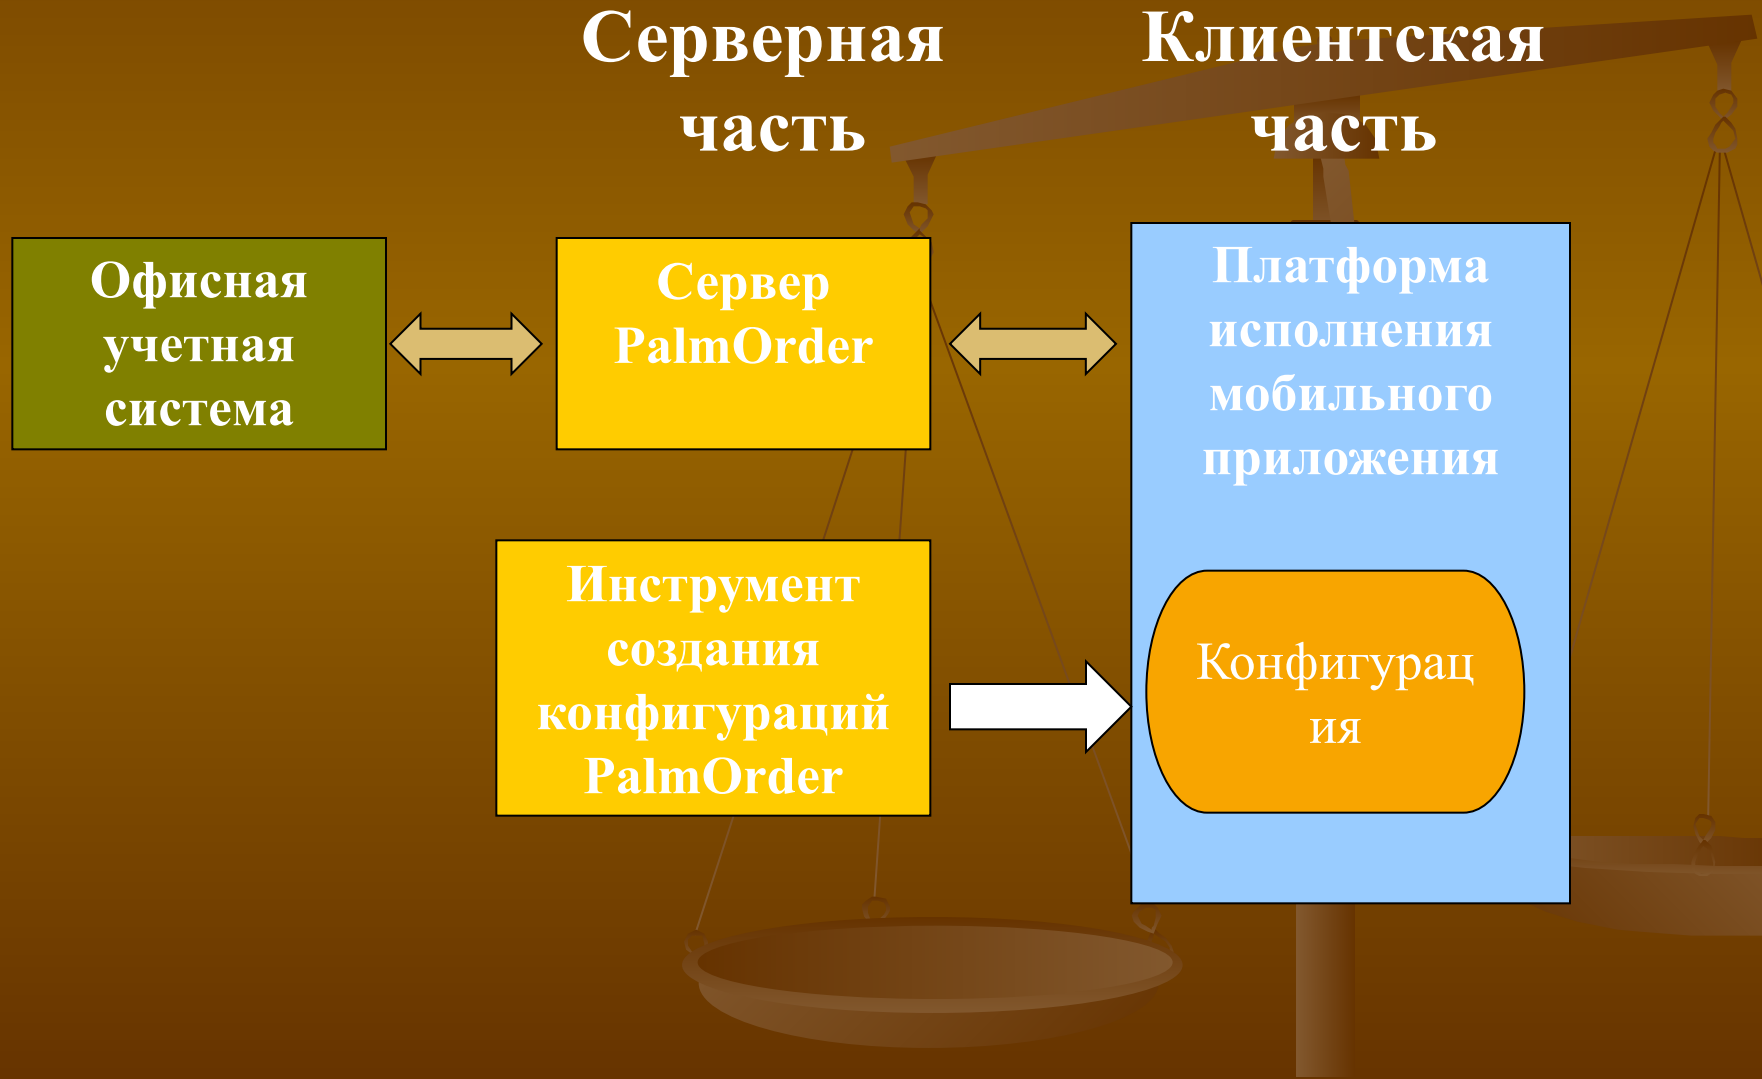 Серверная
часть
Клиентская
часть
Офисная
учетная
система
Сервер
PalmOrder
Платформа
исполнения
мобильного
приложения
Инструмент
создания
конфигураций
PalmOrder
Конфигурац
ия